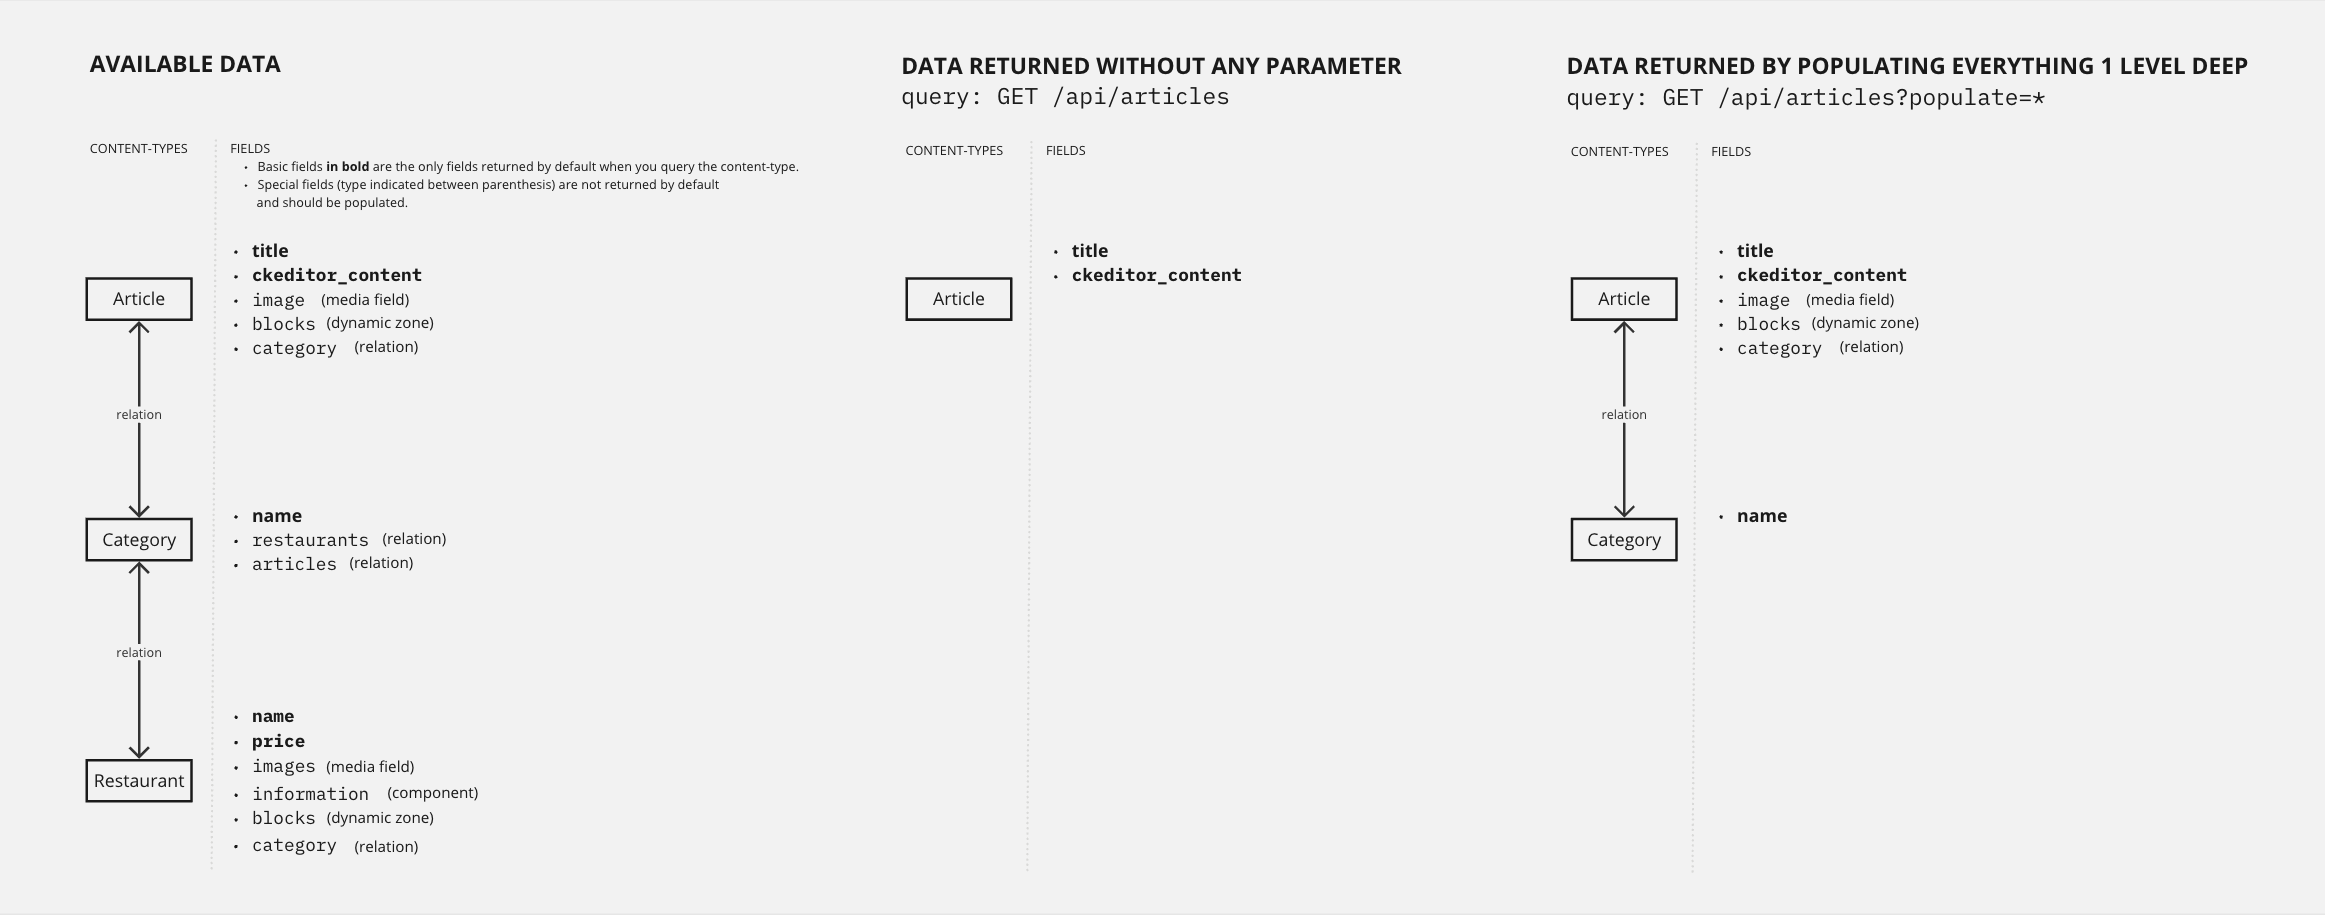 AVAILABLE DATA
CONTENT-TYPES
FIELDS
• Basic fields in bold are the only fields returned by default when you query the content-type.
• Special fields (type indicated between parenthesis) are not returned by default
and should be populated.
Article
• title
• ckeditor_content
• image (media field)
• blocks (dynamic zone)
• category (relation)
relation
Category
• name
• restaurants (relation)
• articles (relation)
relation
Restaurant
• name
• price
• images (media field)
• information (component)
• blocks (dynamic zone)
• category (relation)
DATA RETURNED WITHOUT ANY PARAMETER
query: GET /api/articles
CONTENT-TYPES
FIELDS
Article
• title
• ckeditor_content
DATA RETURNED BY POPULATING EVERYTHING 1 LEVEL DEEP
query: GET /api/articles?populate=*
CONTENT-TYPES
FIELDS
Article
• title
• ckeditor_content
• image (media field)
• blocks (dynamic zone)
• category (relation)
relation
Category
• name